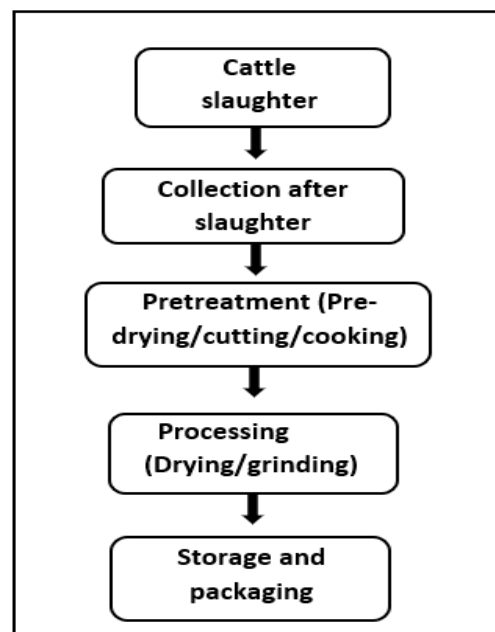 Cattle
slaughter
Collection after
slaughter
Pretreatment (Pre-
drying/cutting/cooking)
Processing
(Drying/grinding)
Storage and
packaging